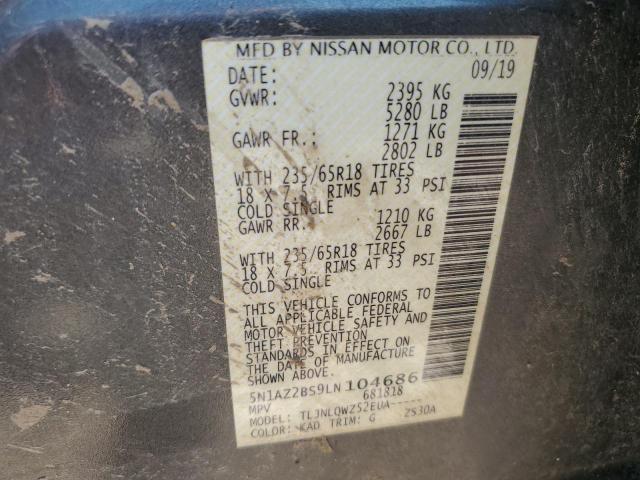 MFD BY NISSAN MOTOR CO., LTD.
DATE: 09/19
GVWR: 2395 KG
5280 LB
GAWR FR.: 1271 KG
2802 LB
WITH 235/65R18 TIRES
18 X 7.5 RIMS AT 33 PSI
COLD SINGLE
GAWR RR. 1210 KG
2667 LB
WITH 235/65R18 TIRES
18 X 7.5 RIMS AT 33 PSI
COLD SINGLE
THIS VEHICLE CONFORMS TO
ALL APPLICABLE FEDERAL
MOTOR VEHICLE SAFETY AND
THEFT PREVENTION
STANDARDS IN EFFECT ON
THE DATE OF MANUFACTURE
SHOWN ABOVE.
5N1AZ2BS9LN104686
MPV 681818
MODEL: TLJNLQWZ52EUA-----
COLOR: KAD TRIM: G ZS30A